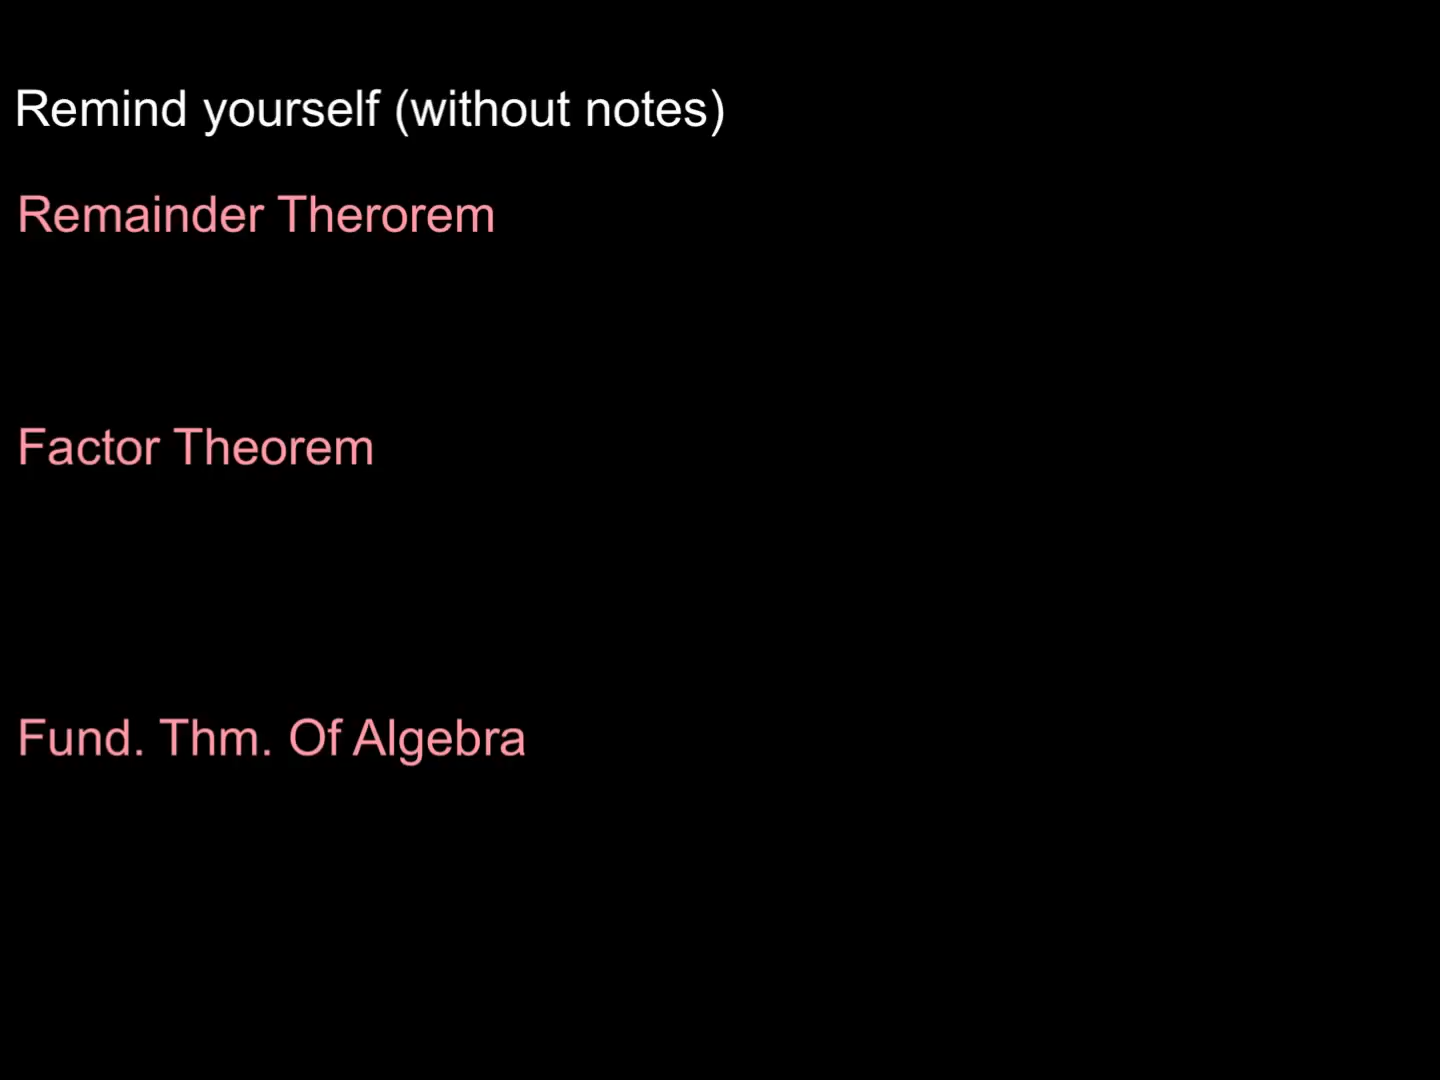 Remind yourself (without notes)
Remainder Therorem
Factor Theorem
Fund. Thm. Of Algebra